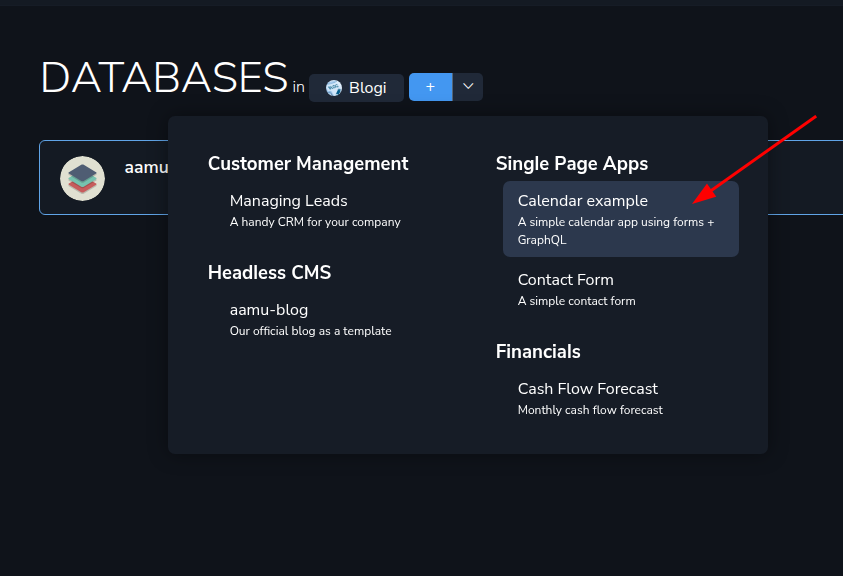 DATABASES in Blogi +
aamu
Customer Management
Managing Leads
A handy CRM for your company
Headless CMS
aamu-blog
Our official blog as a template
Single Page Apps
Calendar example
A simple calendar app using forms +
GraphQL
Contact Form
A simple contact form
Financials
Cash Flow Forecast
Monthly cash flow forecast